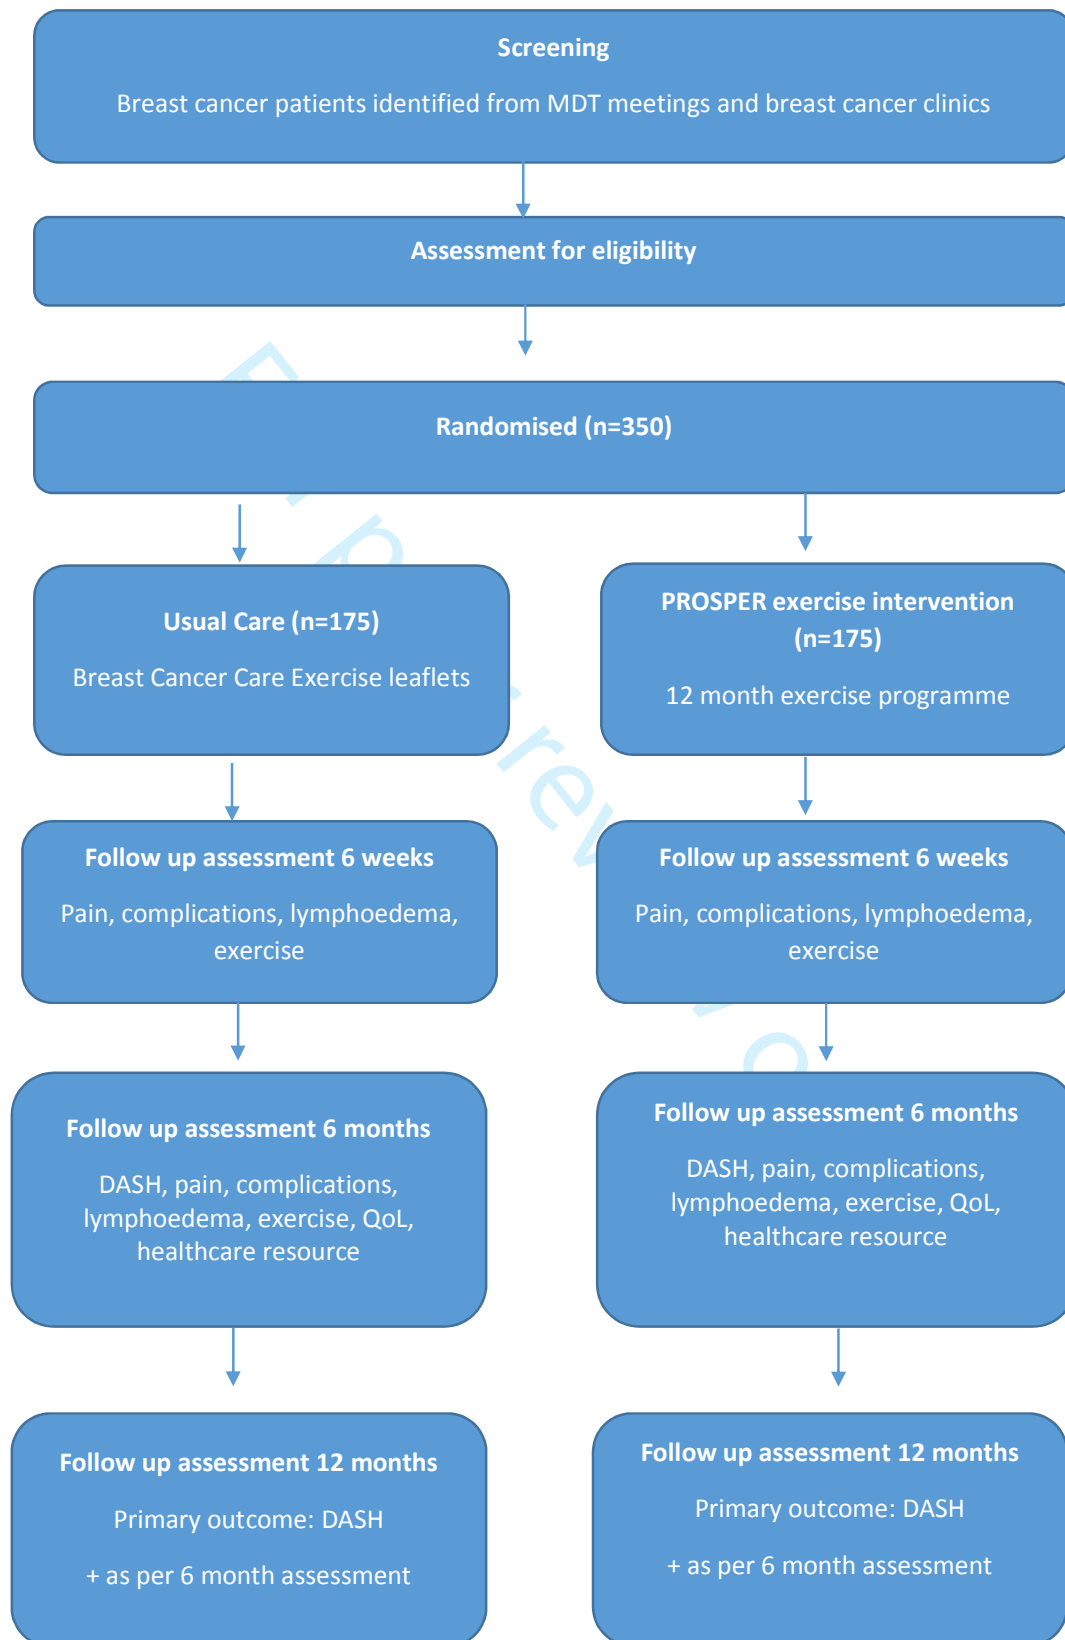 Screening
Breast cancer patients identified from MDT meetings and breast cancer clinics
Assessment for eligibility
Randomised (n=350)
Usual Care (n=175)
Breast Cancer Care Exercise leaflets
PROSPER exercise intervention
(n=175)
12 month exercise programme
Follow up assessment 6 weeks
Pain, complications, lymphoedema,
exercise
Follow up assessment 6 weeks
Pain, complications, lymphoedema,
exercise
Follow up assessment 6 months
DASH, pain, complications,
lymphoedema, exercise, QoL,
healthcare resource
Follow up assessment 6 months
DASH, pain, complications,
lymphoedema, exercise, QoL,
healthcare resource
Follow up assessment 12 months
Primary outcome: DASH
+ as per 6 month assessment
Follow up assessment 12 months
Primary outcome: DASH
+ as per 6 month assessment